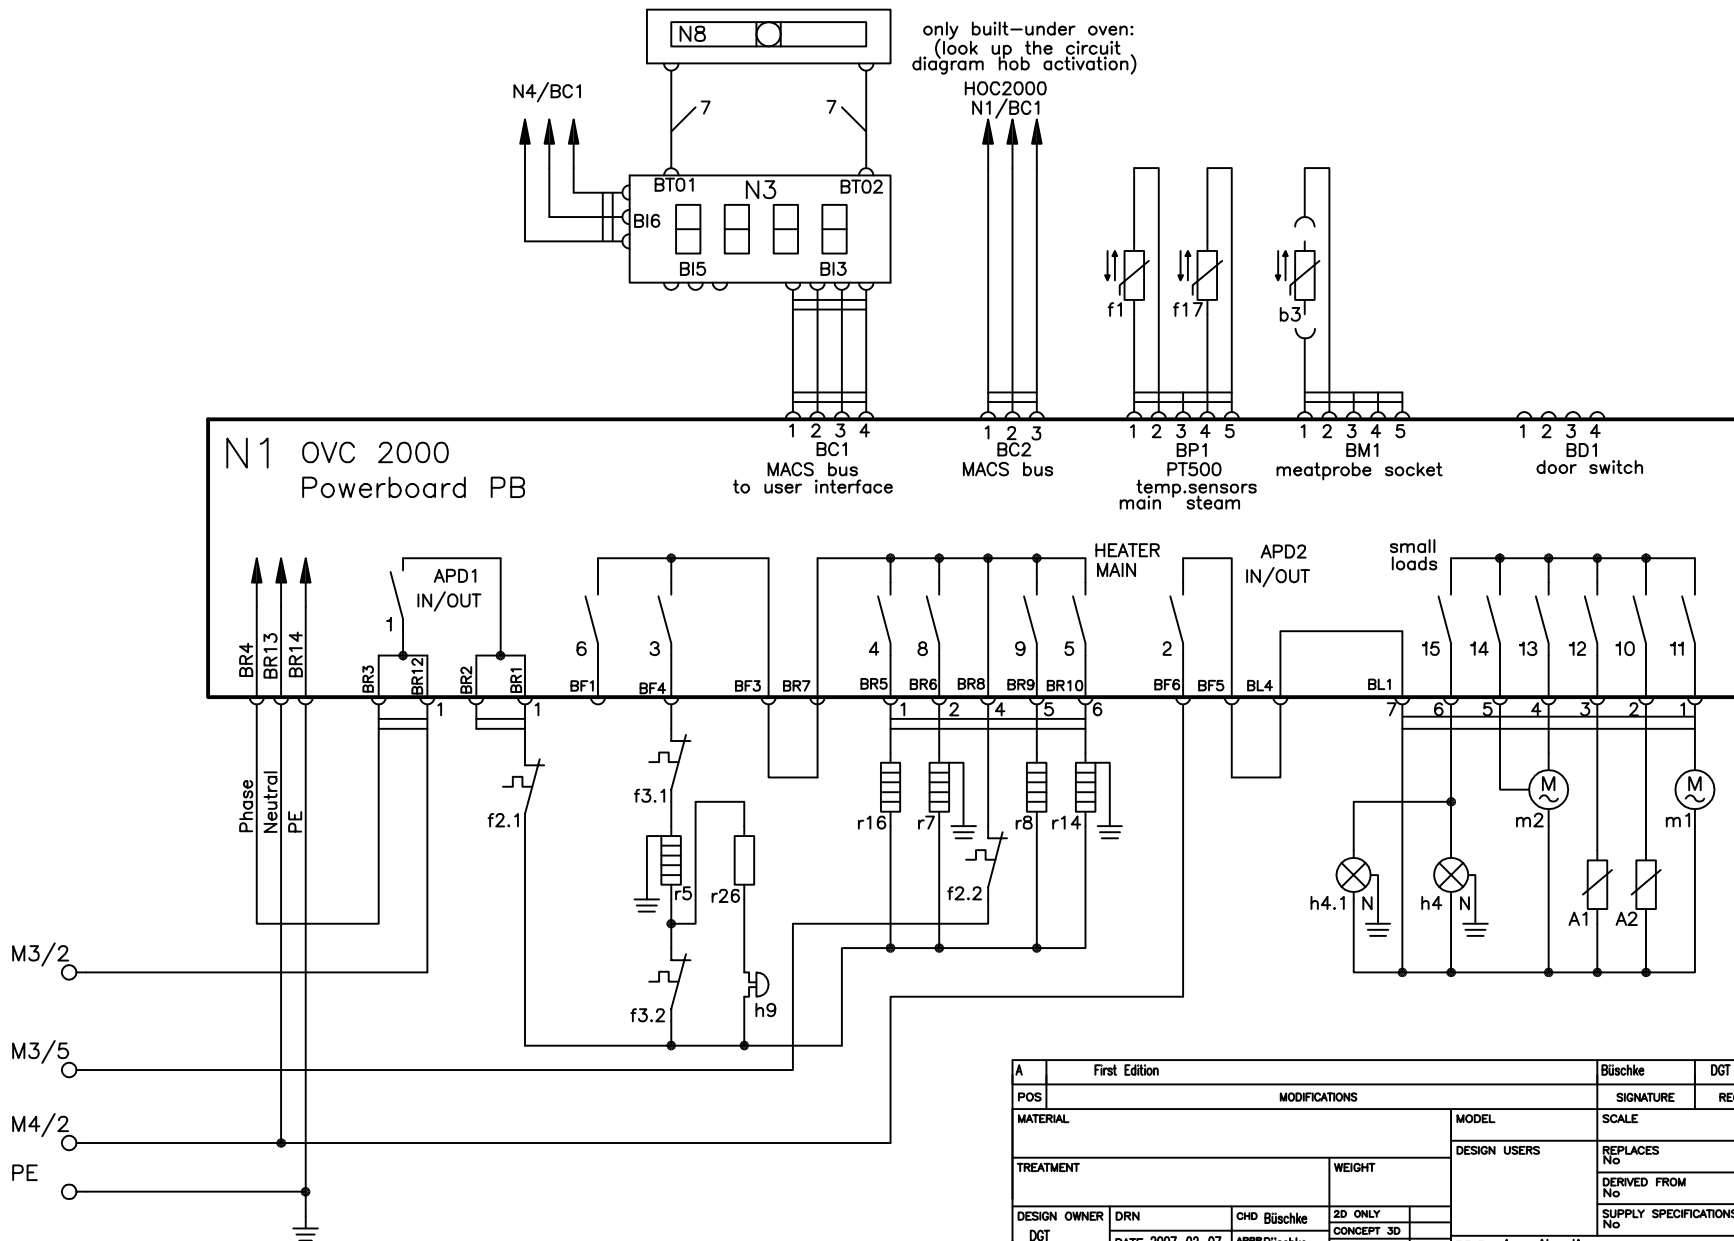 N8
only built-under oven:
(look up the circuit
diagram hob activation)
N4/BC1
HOC2000
N1/BC1
7
7
BT01
N3
BT02
BI6
BI5
BI3
f1
f17
b3
N1 OVC 2000
Powerboard PB
1 2 3 4
BC1
MACS bus
to user interface
1 2 3
BC2
MACS bus
1 2 3 4 5
BP1
PT500
temp.sensors
main steam
1 2 3 4 5
BM1
meatprobe socket
1 2 3 4
BD1
door switch
APD1
IN/OUT
HEATER
MAIN
APD2
IN/OUT
small
loads
1
6
3
4
8
9
5
2
15
14
13
12
10
11
BR4
BR13
BR14
BR3
BR12
BR2
BR1
BF1
BF4
BF3
BR7
BR5
BR6
BR8
BR9
BR10
BF6
BF5
BL4
BL1
1
1
1
2
4
5
6
7
6
5
4
3
2
1
Phase
Neutral
PE
f2.1
f3.1
r16
r7
r8
r14
M
m2
M
m1
r5
r26
f2.2
h4.1 N
h4 N
A1
A2
f3.2
h9
M3/2
M3/5
M4/2
PE
A First Edition Büschke DGT
POS MODIFICATIONS SIGNATURE
MATERIAL MODEL SCALE
DESIGN USERS REPLACES
No
TREATMENT WEIGHT
DERIVED FROM
No
DESIGN OWNER DRN CHD Büschke 2D ONLY SUPPLY SPECIFICATIONS
No
CONCEPT 3D
DGT